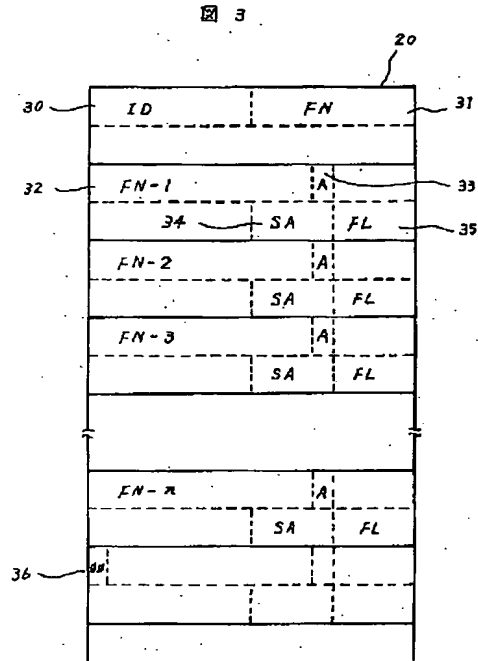 図 3
20
30 ID FN 31
32 FN-1 A 33
34 SA FL 35
FN-2 A
SA FL
FN-3 A
SA FL
FN-n A
SA FL
36